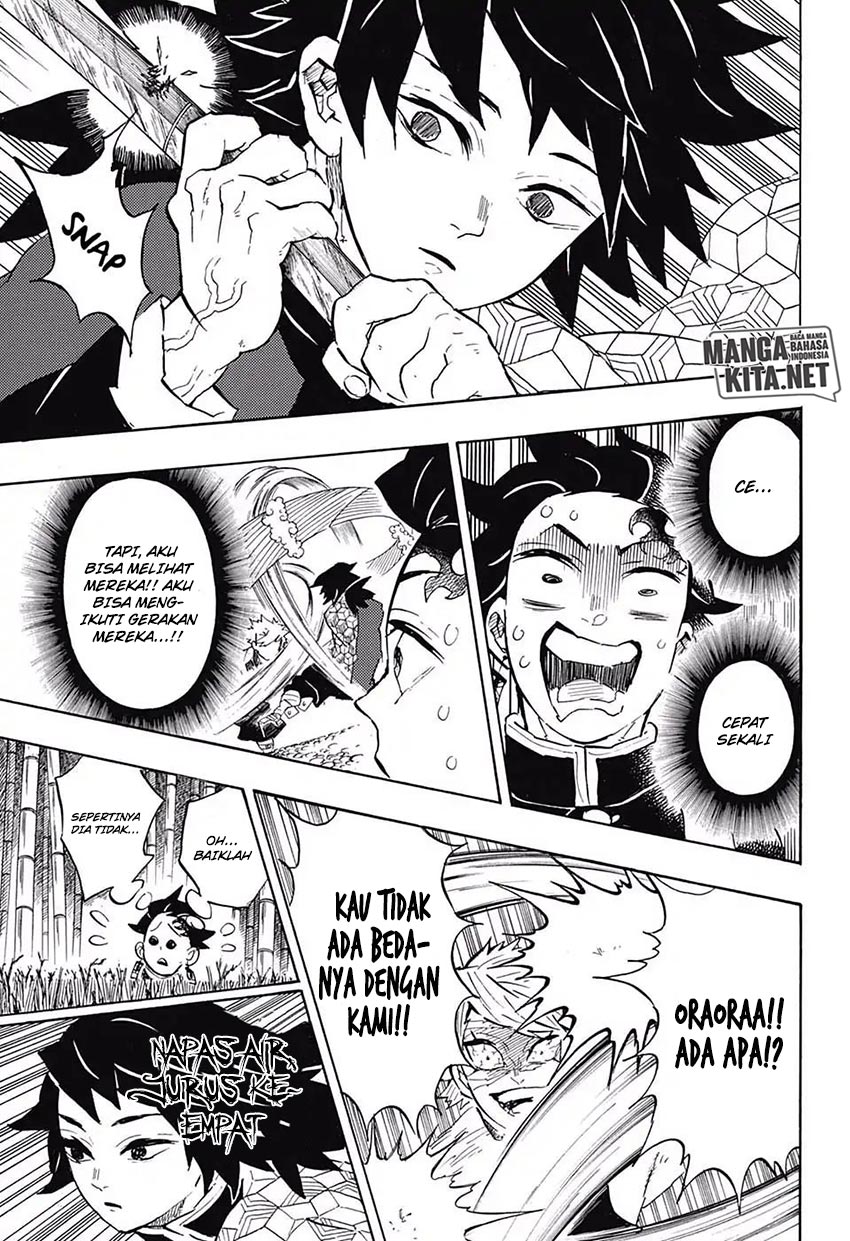 SNAP
MANGA
KITA.NET
BACA MANGA
BAHASA
INDONESIA
CE...
CEPAT
SEKALI
TAPI, AKU
BISA MELIHAT
MEREKA!! AKU
BISA MENG-
IKUTI GERAKAN
MEREKA...!!
ORAORAA!!
ADA APA!?
KAU TIDAK
ADA BEDA-
NYA DENGAN
KAMI!!
OH...
BAIKLAH
SEPERTINYA
DIA TIDAK...
NAPAS AIR,
JURUS KE
EMPAT